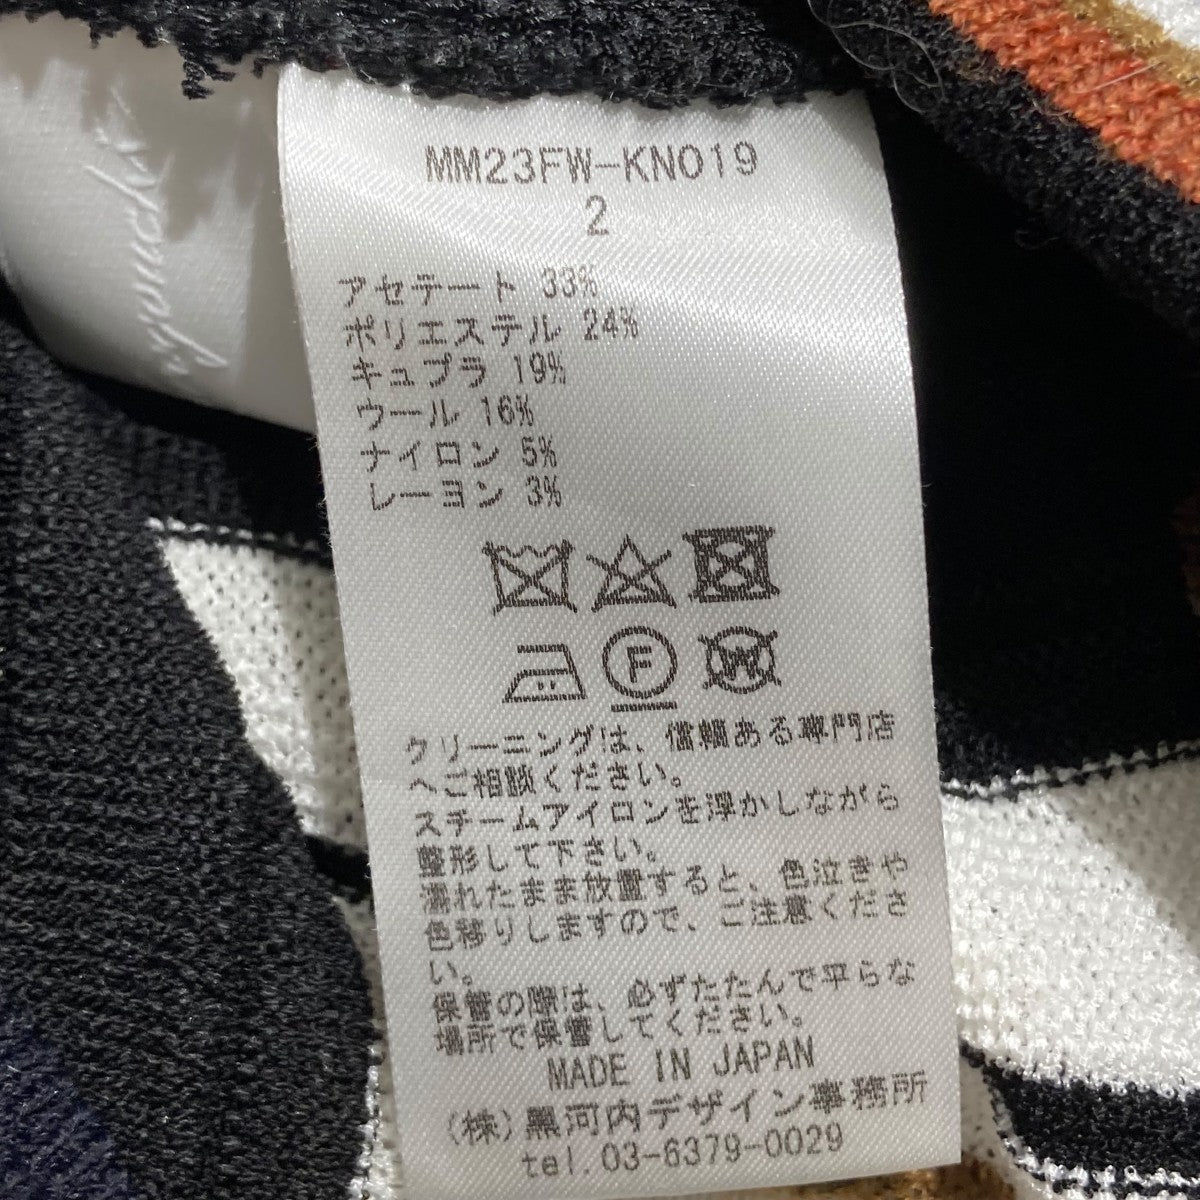 MM23FW-KN019
2
アセテート 33%
ポリエステル 24%
キュプラ 19%
ウール 16%
ナイロン 5%
レーヨン 3%
F
W
クリーニングは、信頼ある専門店
へご相談ください。
スチームアイロンを浮かしながら
整形して下さい。
濡れたまま放置すると、色泣きや
色移りしますので、ご注意くださ
い。
保管の際は、必ずたたんで平らな
場所で保管してください。
MADE IN JAPAN
(株)黒河内デザイン事務所
tel.03-6379-0029